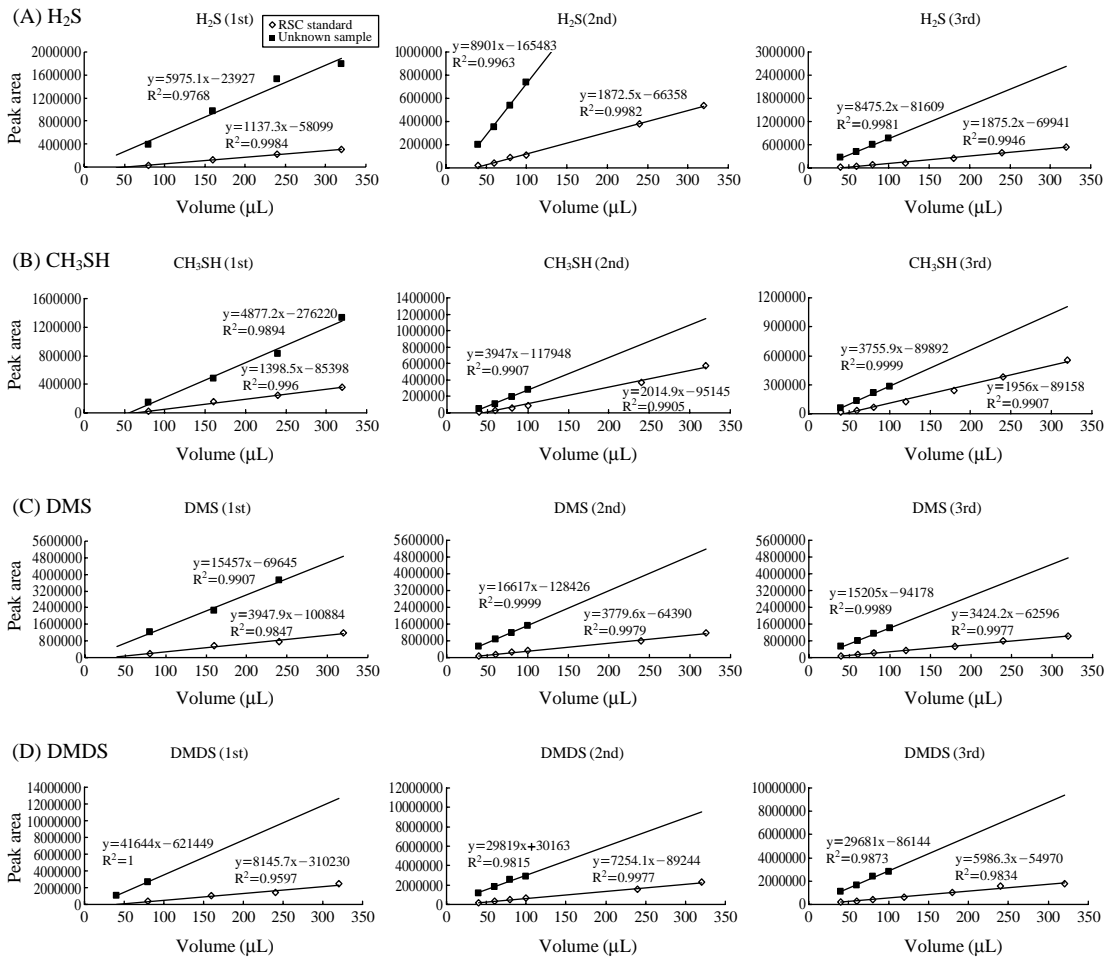 (A) H₂S
H₂S (1st)
◇ RSC standard
■ Unknown sample
Peak area
2000000
1600000
1200000
800000
400000
0
y=5975.1x−23927
R²=0.9768
y=1137.3x−58099
R²=0.9984
0 50 100 150 200 250 300 350
Volume (μL)
H₂S(2nd)
1000000
800000
600000
400000
200000
0
y=8901x−165483
R²=0.9963
y=1872.5x−66358
R²=0.9982
0 50 100 150 200 250 300 350
Volume (μL)
H₂S (3rd)
3000000
2600000
2200000
1800000
1400000
1000000
600000
200000
y=8475.2x−81609
R²=0.9981
y=1875.2x−69941
R²=0.9946
0 50 100 150 200 250 300 350
Volume (μL)
(B) CH₃SH
CH₃SH (1st)
Peak area
1600000
1200000
800000
400000
0
y=4877.2x−276220
R²=0.9894
y=1398.5x−85398
R²=0.996
0 50 100 150 200 250 300 350
Volume (μL)
CH₃SH (2nd)
1400000
1200000
1000000
800000
600000
400000
200000
0
y=3947x−117948
R²=0.9907
y=2014.9x−95145
R²=0.9905
0 50 100 150 200 250 300 350
Volume (μL)
CH₃SH (3rd)
1200000
900000
600000
300000
0
y=3755.9x−89892
R²=0.9999
y=1956x−89158
R²=0.9907
0 50 100 150 200 250 300 350
Volume (μL)
(C) DMS
DMS (1st)
Peak area
5600000
4800000
4000000
3200000
2400000
1600000
800000
0
y=15457x−69645
R²=0.9907
y=3947.9x−100884
R²=0.9847
0 50 100 150 200 250 300 350
Volume (μL)
DMS (2nd)
5600000
4800000
4000000
3200000
2400000
1600000
800000
0
y=16617x−128426
R²=0.9999
y=3779.6x−64390
R²=0.9979
0 50 100 150 200 250 300 350
Volume (μL)
DMS (3rd)
5600000
4800000
4000000
3200000
2400000
1600000
800000
0
y=15205x−94178
R²=0.9989
y=3424.2x−62596
R²=0.9977
0 50 100 150 200 250 300 350
Volume (μL)
(D) DMDS
DMDS (1st)
Peak area
14000000
12000000
10000000
8000000
6000000
4000000
2000000
0
y=41644x−621449
R²=1
y=8145.7x−310230
R²=0.9597
0 50 100 150 200 250 300 350
Volume (μL)
DMDS (2nd)
12000000
10000000
8000000
6000000
4000000
2000000
0
y=29819x+30163
R²=0.9815
y=7254.1x−89244
R²=0.9977
0 50 100 150 200 250 300 350
Volume (μL)
DMDS (3rd)
10000000
8000000
6000000
4000000
2000000
0
y=29681x−86144
R²=0.9873
y=5986.3x−54970
R²=0.9834
0 50 100 150 200 250 300 350
Volume (μL)